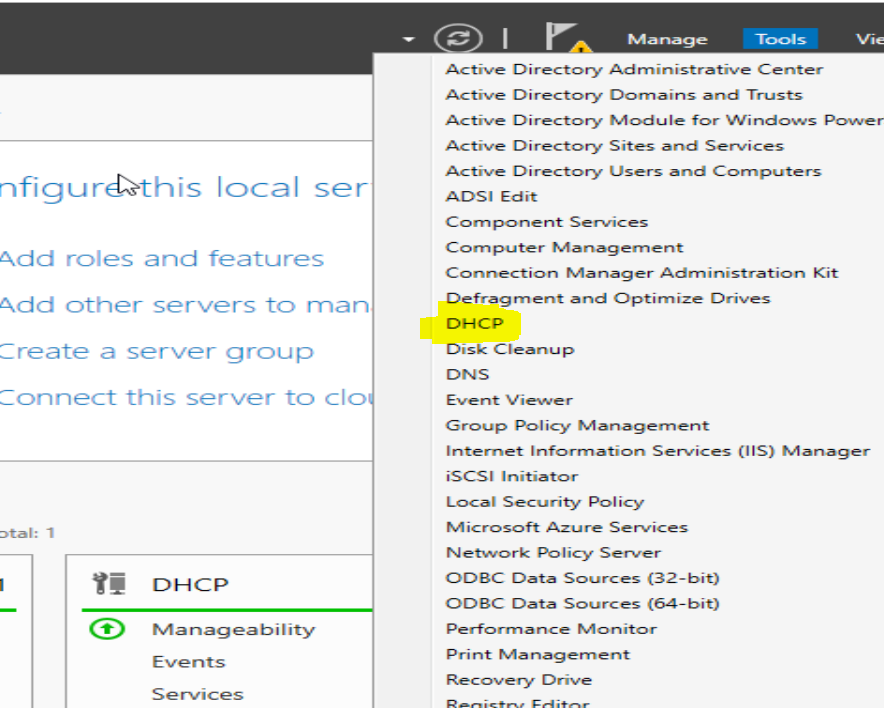 Manage Tools Vie
Active Directory Administrative Center
Active Directory Domains and Trusts
Active Directory Module for Windows Power
Active Directory Sites and Services
Active Directory Users and Computers
ADSI Edit
Component Services
Computer Management
Connection Manager Administration Kit
Defragment and Optimize Drives
DHCP
Disk Cleanup
DNS
Event Viewer
Group Policy Management
Internet Information Services (IIS) Manager
iSCSI Initiator
Local Security Policy
Microsoft Azure Services
Network Policy Server
ODBC Data Sources (32-bit)
ODBC Data Sources (64-bit)
Performance Monitor
Print Management
Recovery Drive
Registry Editor
nfigure this local ser
Add roles and features
Add other servers to man
Create a server group
Connect this server to clou
otal: 1
1
DHCP
Manageability
Events
Services